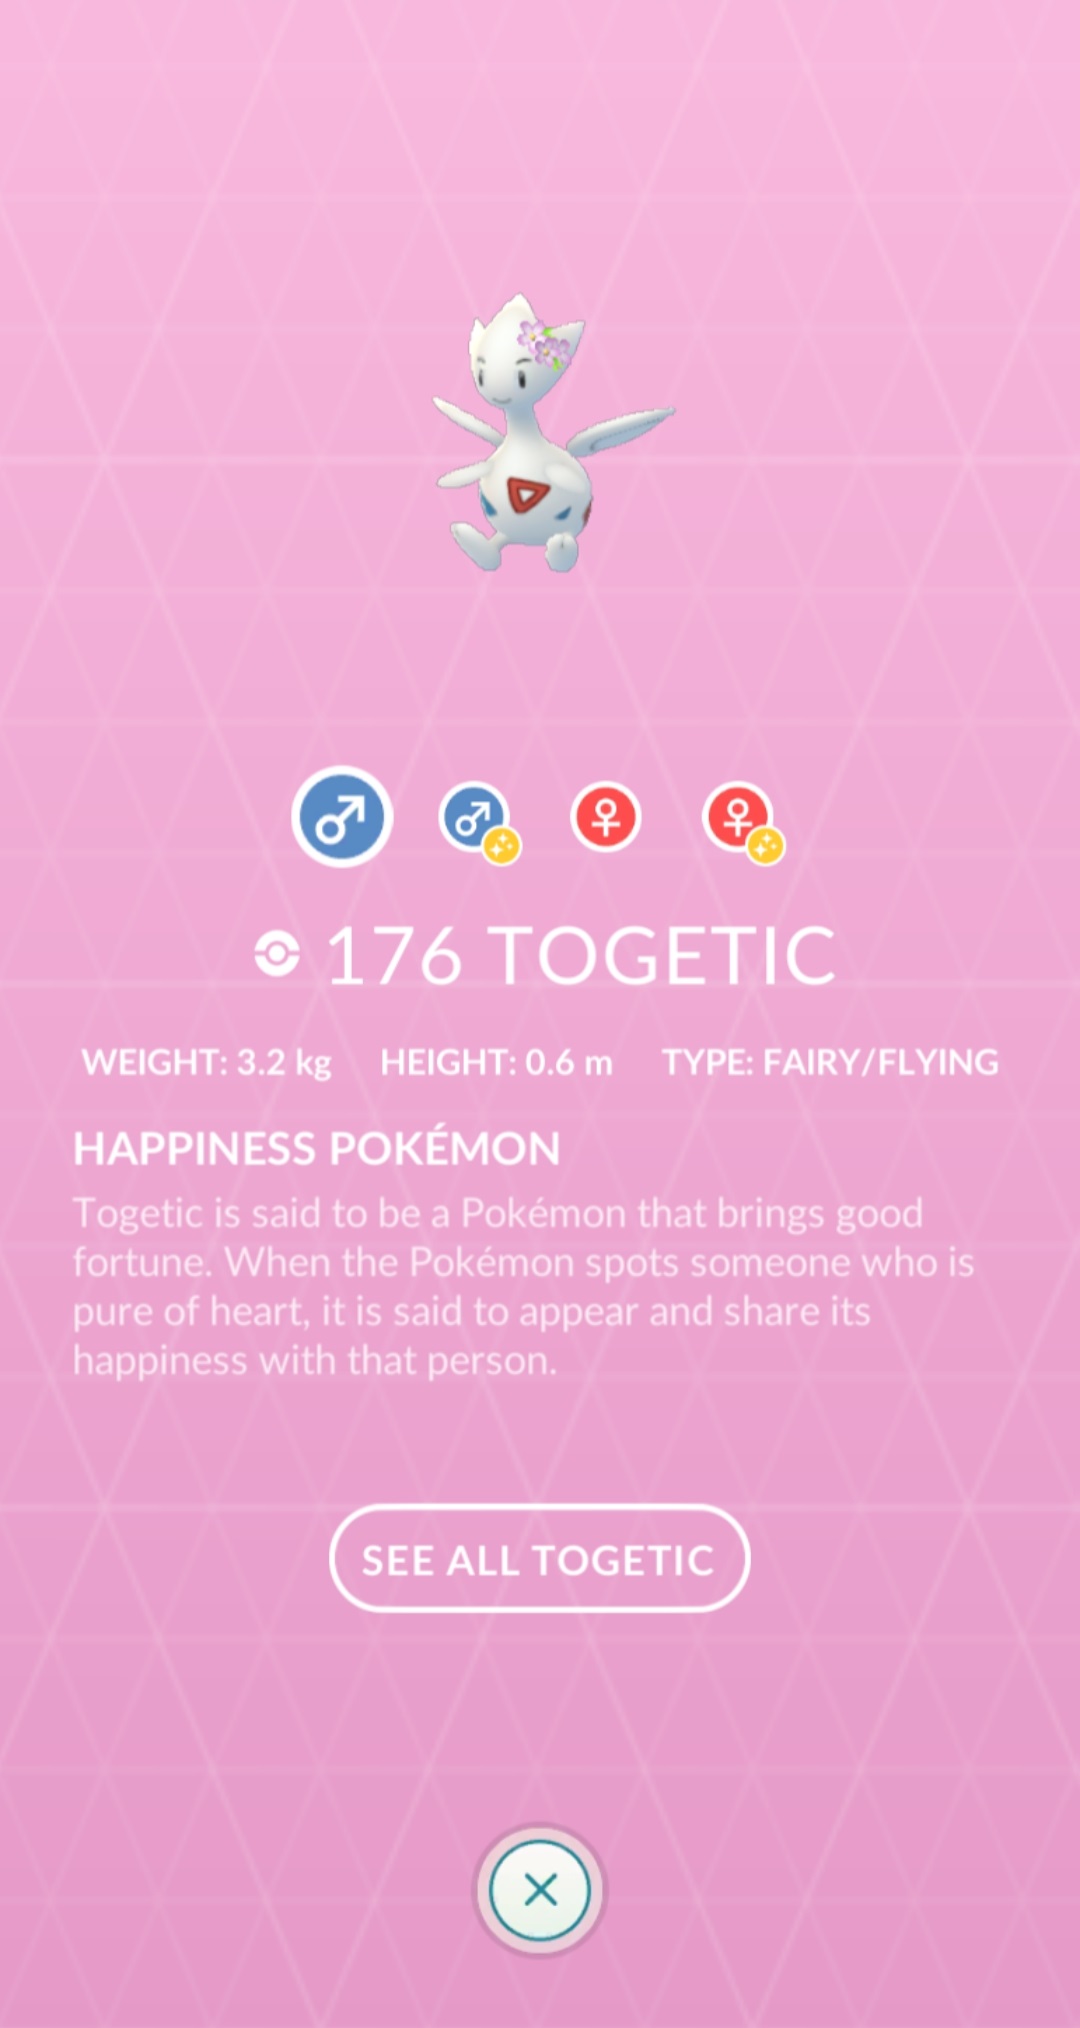 176 TOGETIC
WEIGHT: 3.2 kg HEIGHT: 0.6 m TYPE: FAIRY/FLYING
HAPPINESS POKÉMON
Togetic is said to be a Pokémon that brings good
fortune. When the Pokémon spots someone who is
pure of heart, it is said to appear and share its
happiness with that person.
SEE ALL TOGETIC